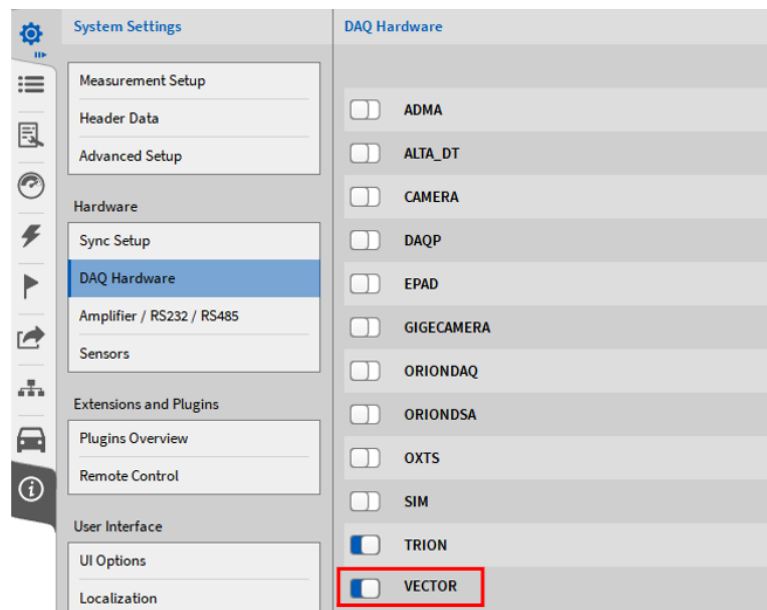 System Settings
Measurement Setup
Header Data
Advanced Setup
Hardware
Sync Setup
DAQ Hardware
Amplifier / RS232 / RS485
Sensors
Extensions and Plugins
Plugins Overview
Remote Control
User Interface
UI Options
Localization
DAQ Hardware
ADMA
ALTA_DT
CAMERA
DAQP
EPAD
GIGECAMERA
ORIONDAQ
ORIONDSA
OXTS
SIM
TRION
VECTOR